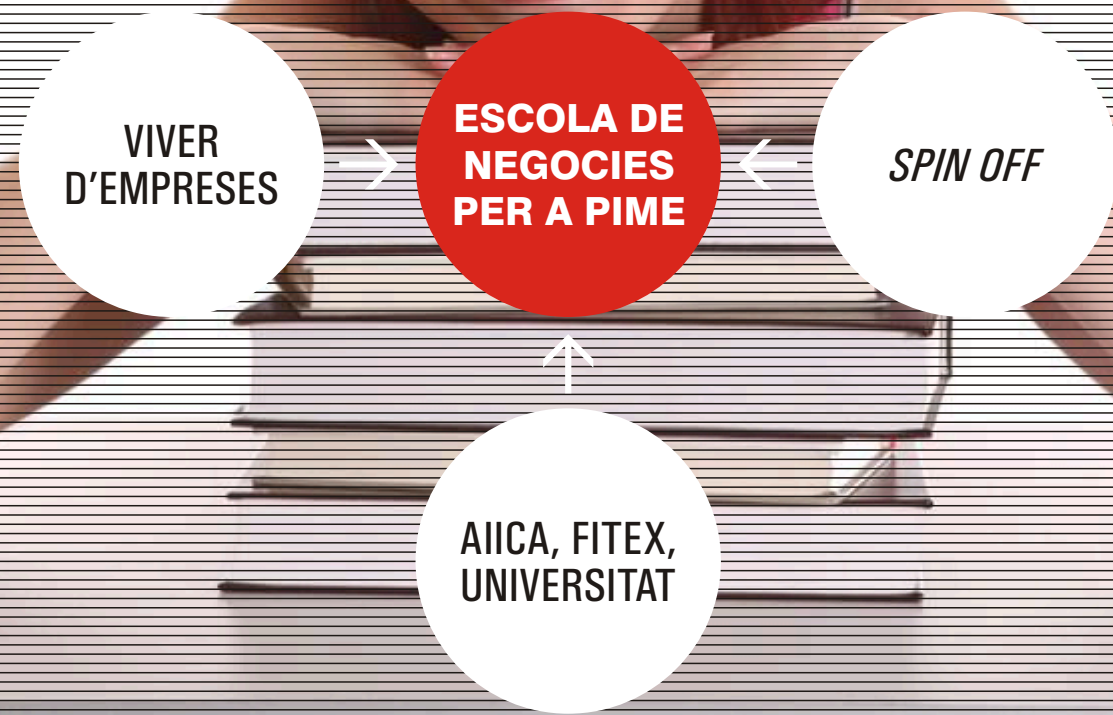 VIVER
D'EMPRESES
ESCOLA DE
NEGOCIES
PER A PIME
SPIN OFF
AIICA, FITEX,
UNIVERSITAT